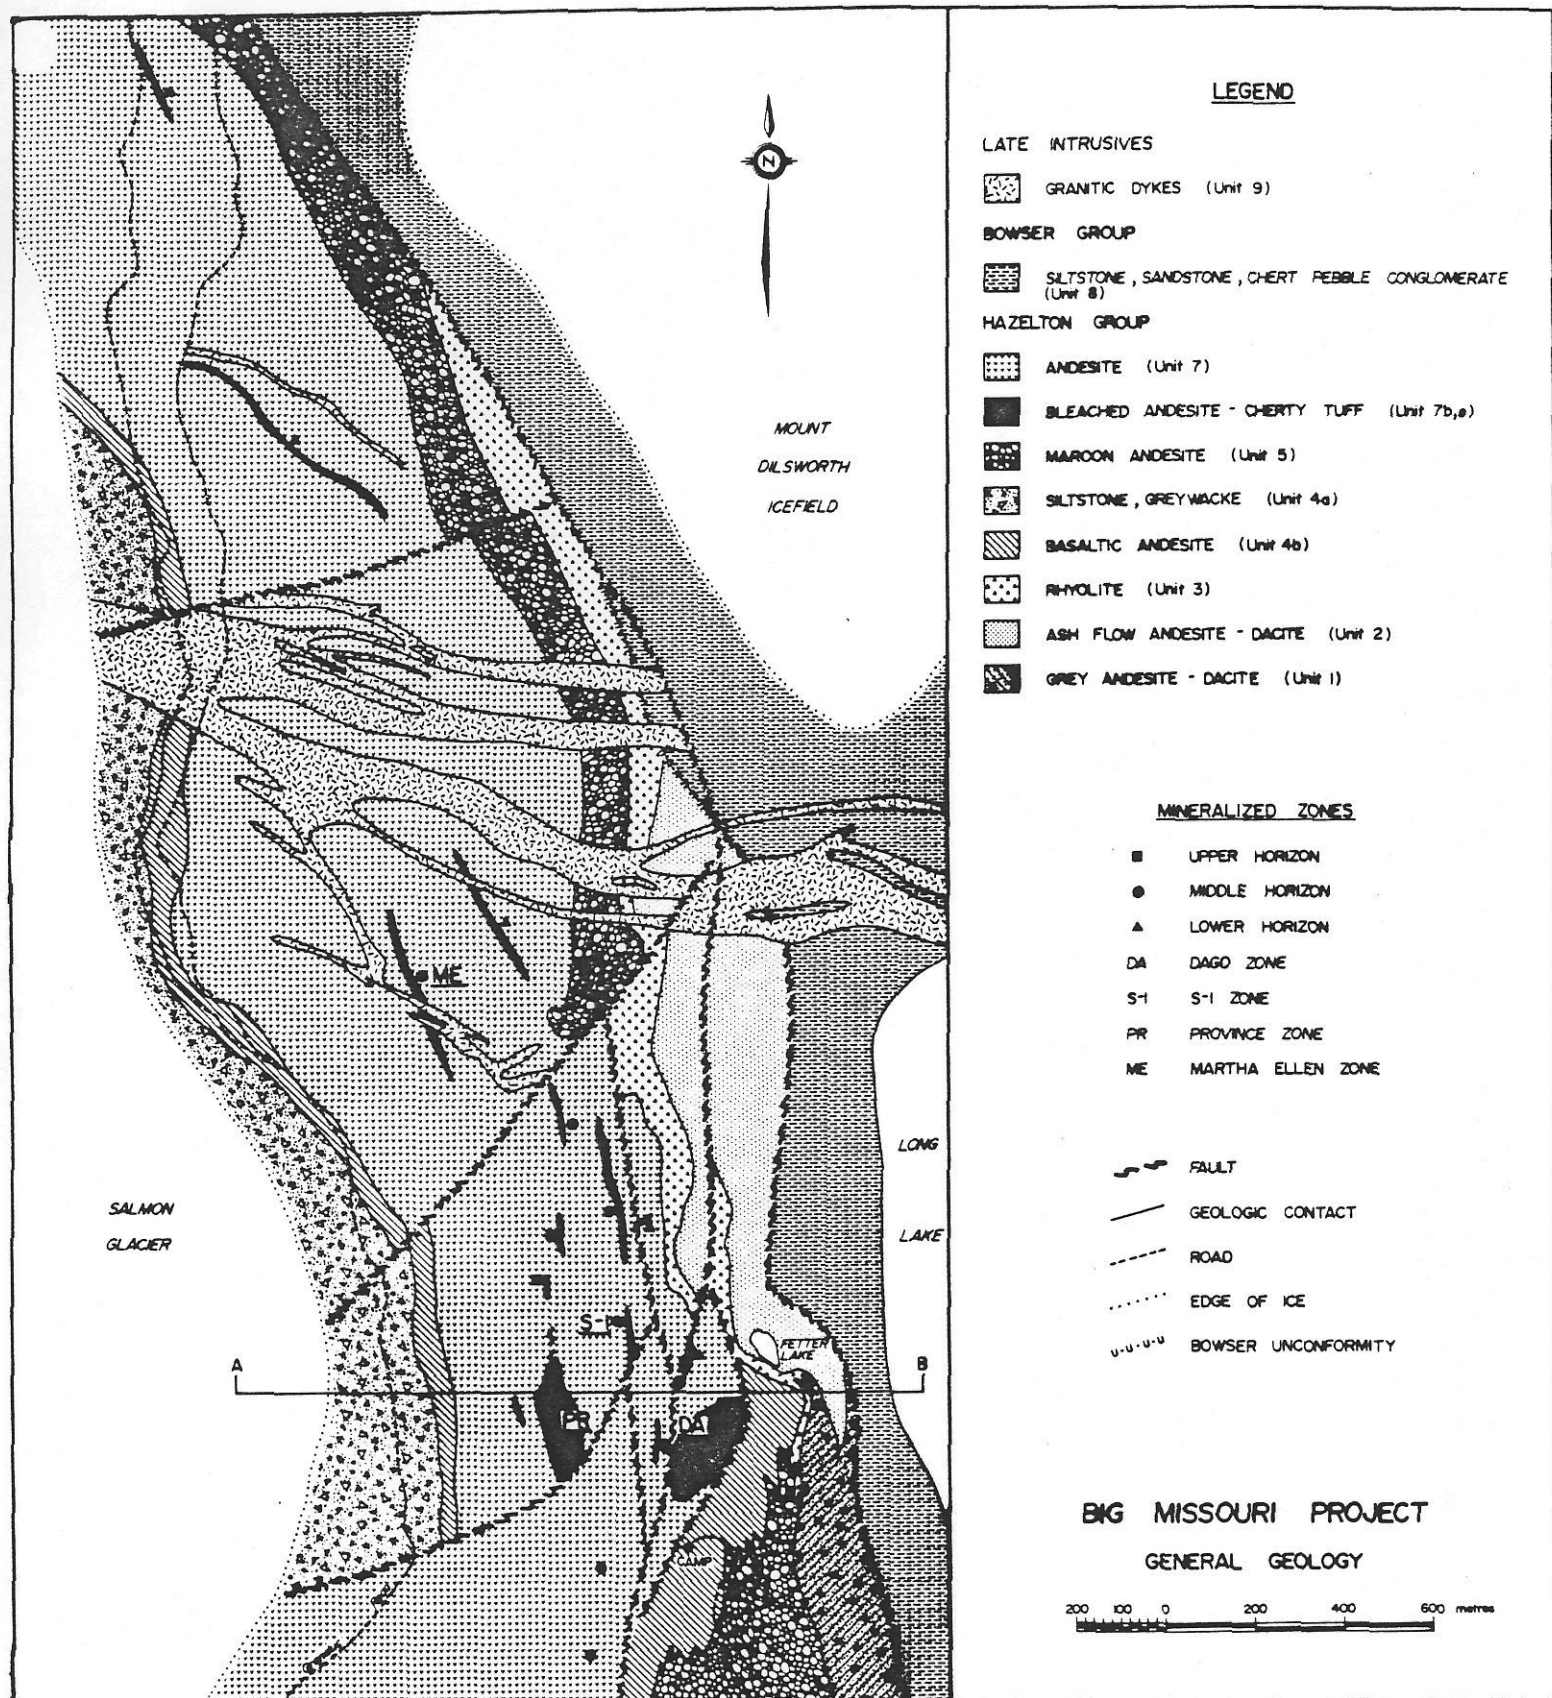 LEGEND
LATE INTRUSIVES
GRANITIC DYKES (Unit 9)
BOWSER GROUP
SILTSTONE, SANDSTONE, CHERT PEBBLE CONGLOMERATE
(Unit 8)
HAZELTON GROUP
ANDESITE (Unit 7)
BLEACHED ANDESITE - CHERTY TUFF (Unit 7b,a)
MAROON ANDESITE (Unit 5)
SILTSTONE, GREYWACKE (Unit 4a)
BASALTIC ANDESITE (Unit 4b)
RHYOLITE (Unit 3)
ASH FLOW ANDESITE - DACITE (Unit 2)
GREY ANDESITE - DACITE (Unit 1)
MINERALIZED ZONES
UPPER HORIZON
MIDDLE HORIZON
LOWER HORIZON
DA DAGO ZONE
S-1 S-1 ZONE
PR PROVINCE ZONE
ME MARTHA ELLEN ZONE
FAULT
GEOLOGIC CONTACT
ROAD
EDGE OF ICE
U-U-U-U BOWSER UNCONFORMITY
BIG MISSOURI PROJECT
GENERAL GEOLOGY
200 100 0 200 400 600 metres
N
MOUNT
DILSWORTH
ICEFIELD
ME
LONG
LAKE
SALMON
GLACIER
S-1
FETTER
LAKE
A
B
PR
DA
CAMP